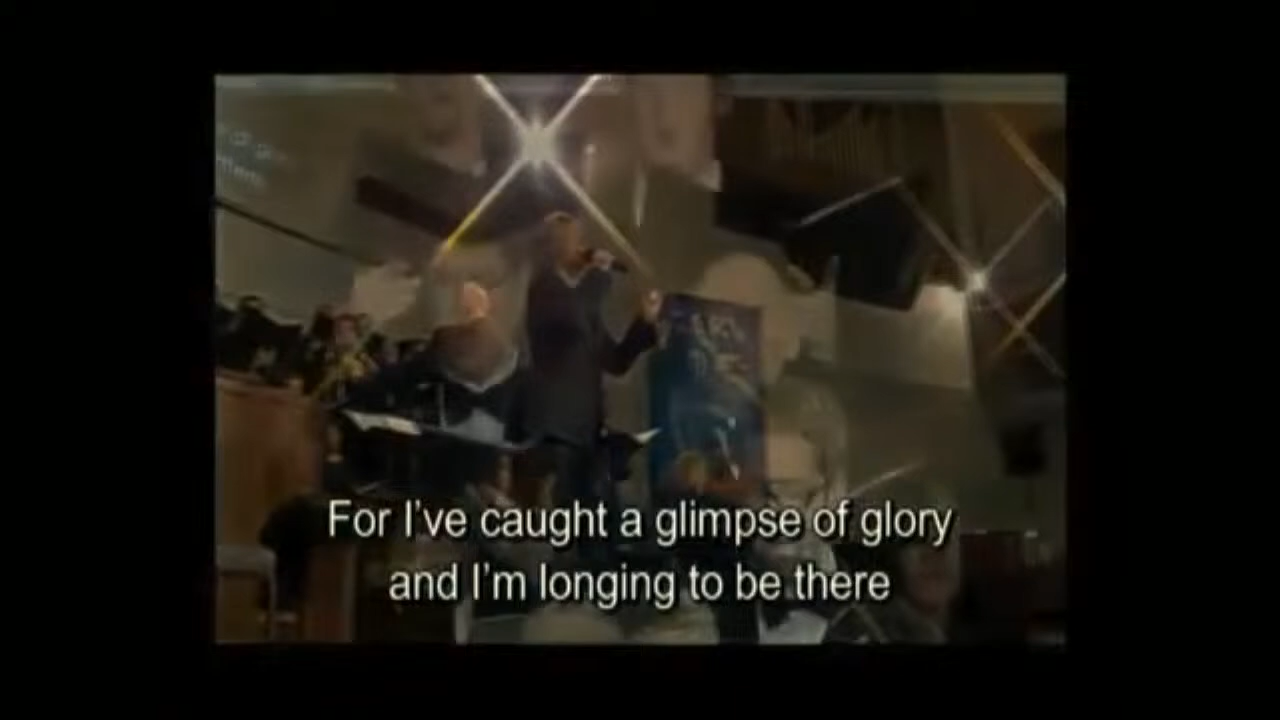 For I've caught a glimpse of glory
and I'm longing to be there